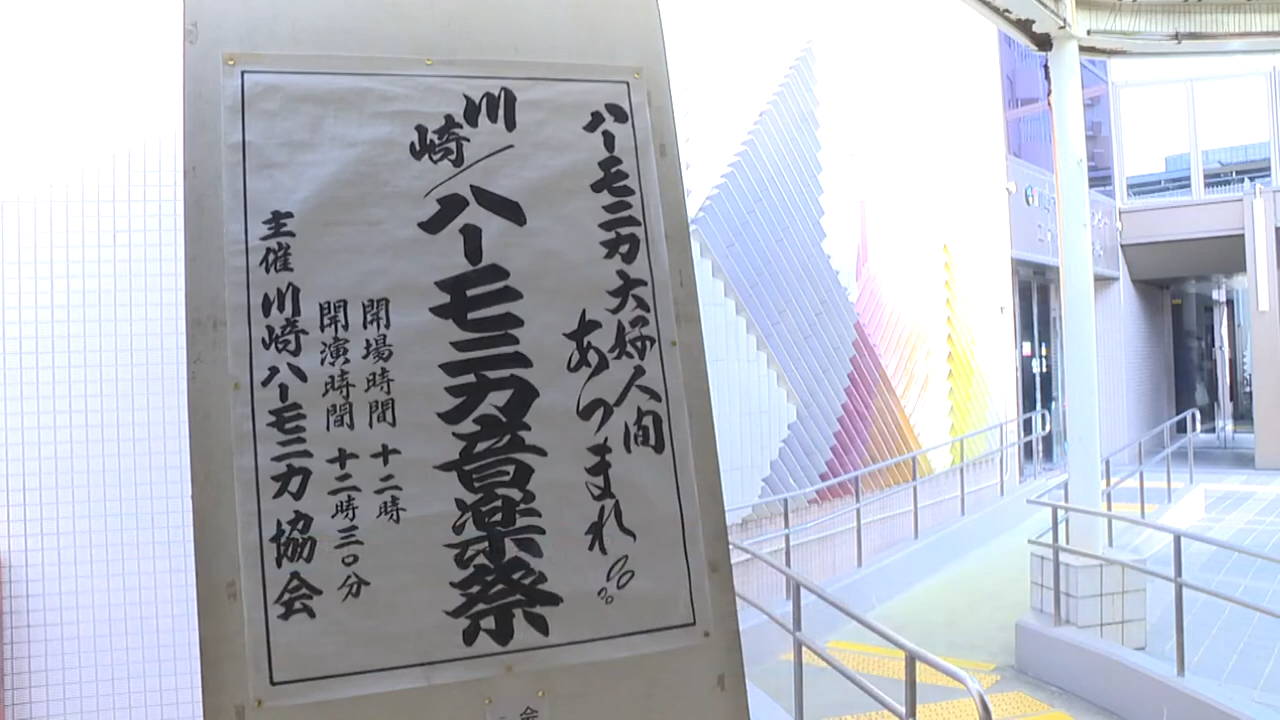 ハーモニカ大好人間
あつまれ
川崎
ハーモニカ音楽祭
開場時間 十二時
開演時間 十二時三〇分
主催 川崎ハーモニカ協会